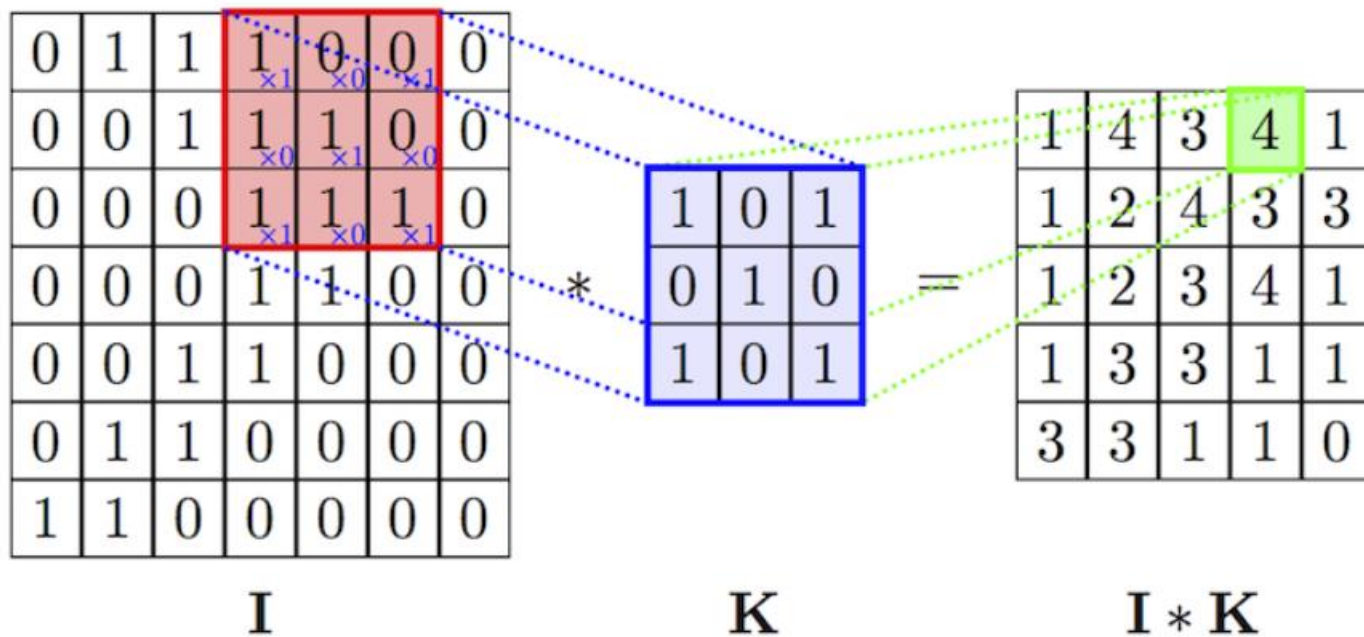 0 1 1 1 0 0 0
×1 ×0 ×1
0 0 1 1 1 0 0
×0 ×1 ×0
0 0 0 1 1 1 0
×1 ×0 ×1
0 0 0 1 1 0 0
0 0 1 1 0 0 0
0 1 1 0 0 0 0
1 1 0 0 0 0 0
I
*
1 0 1
0 1 0
1 0 1
K
=
1 4 3 4 1
1 2 4 3 3
1 2 3 4 1
1 3 3 1 1
3 3 1 1 0
I * K